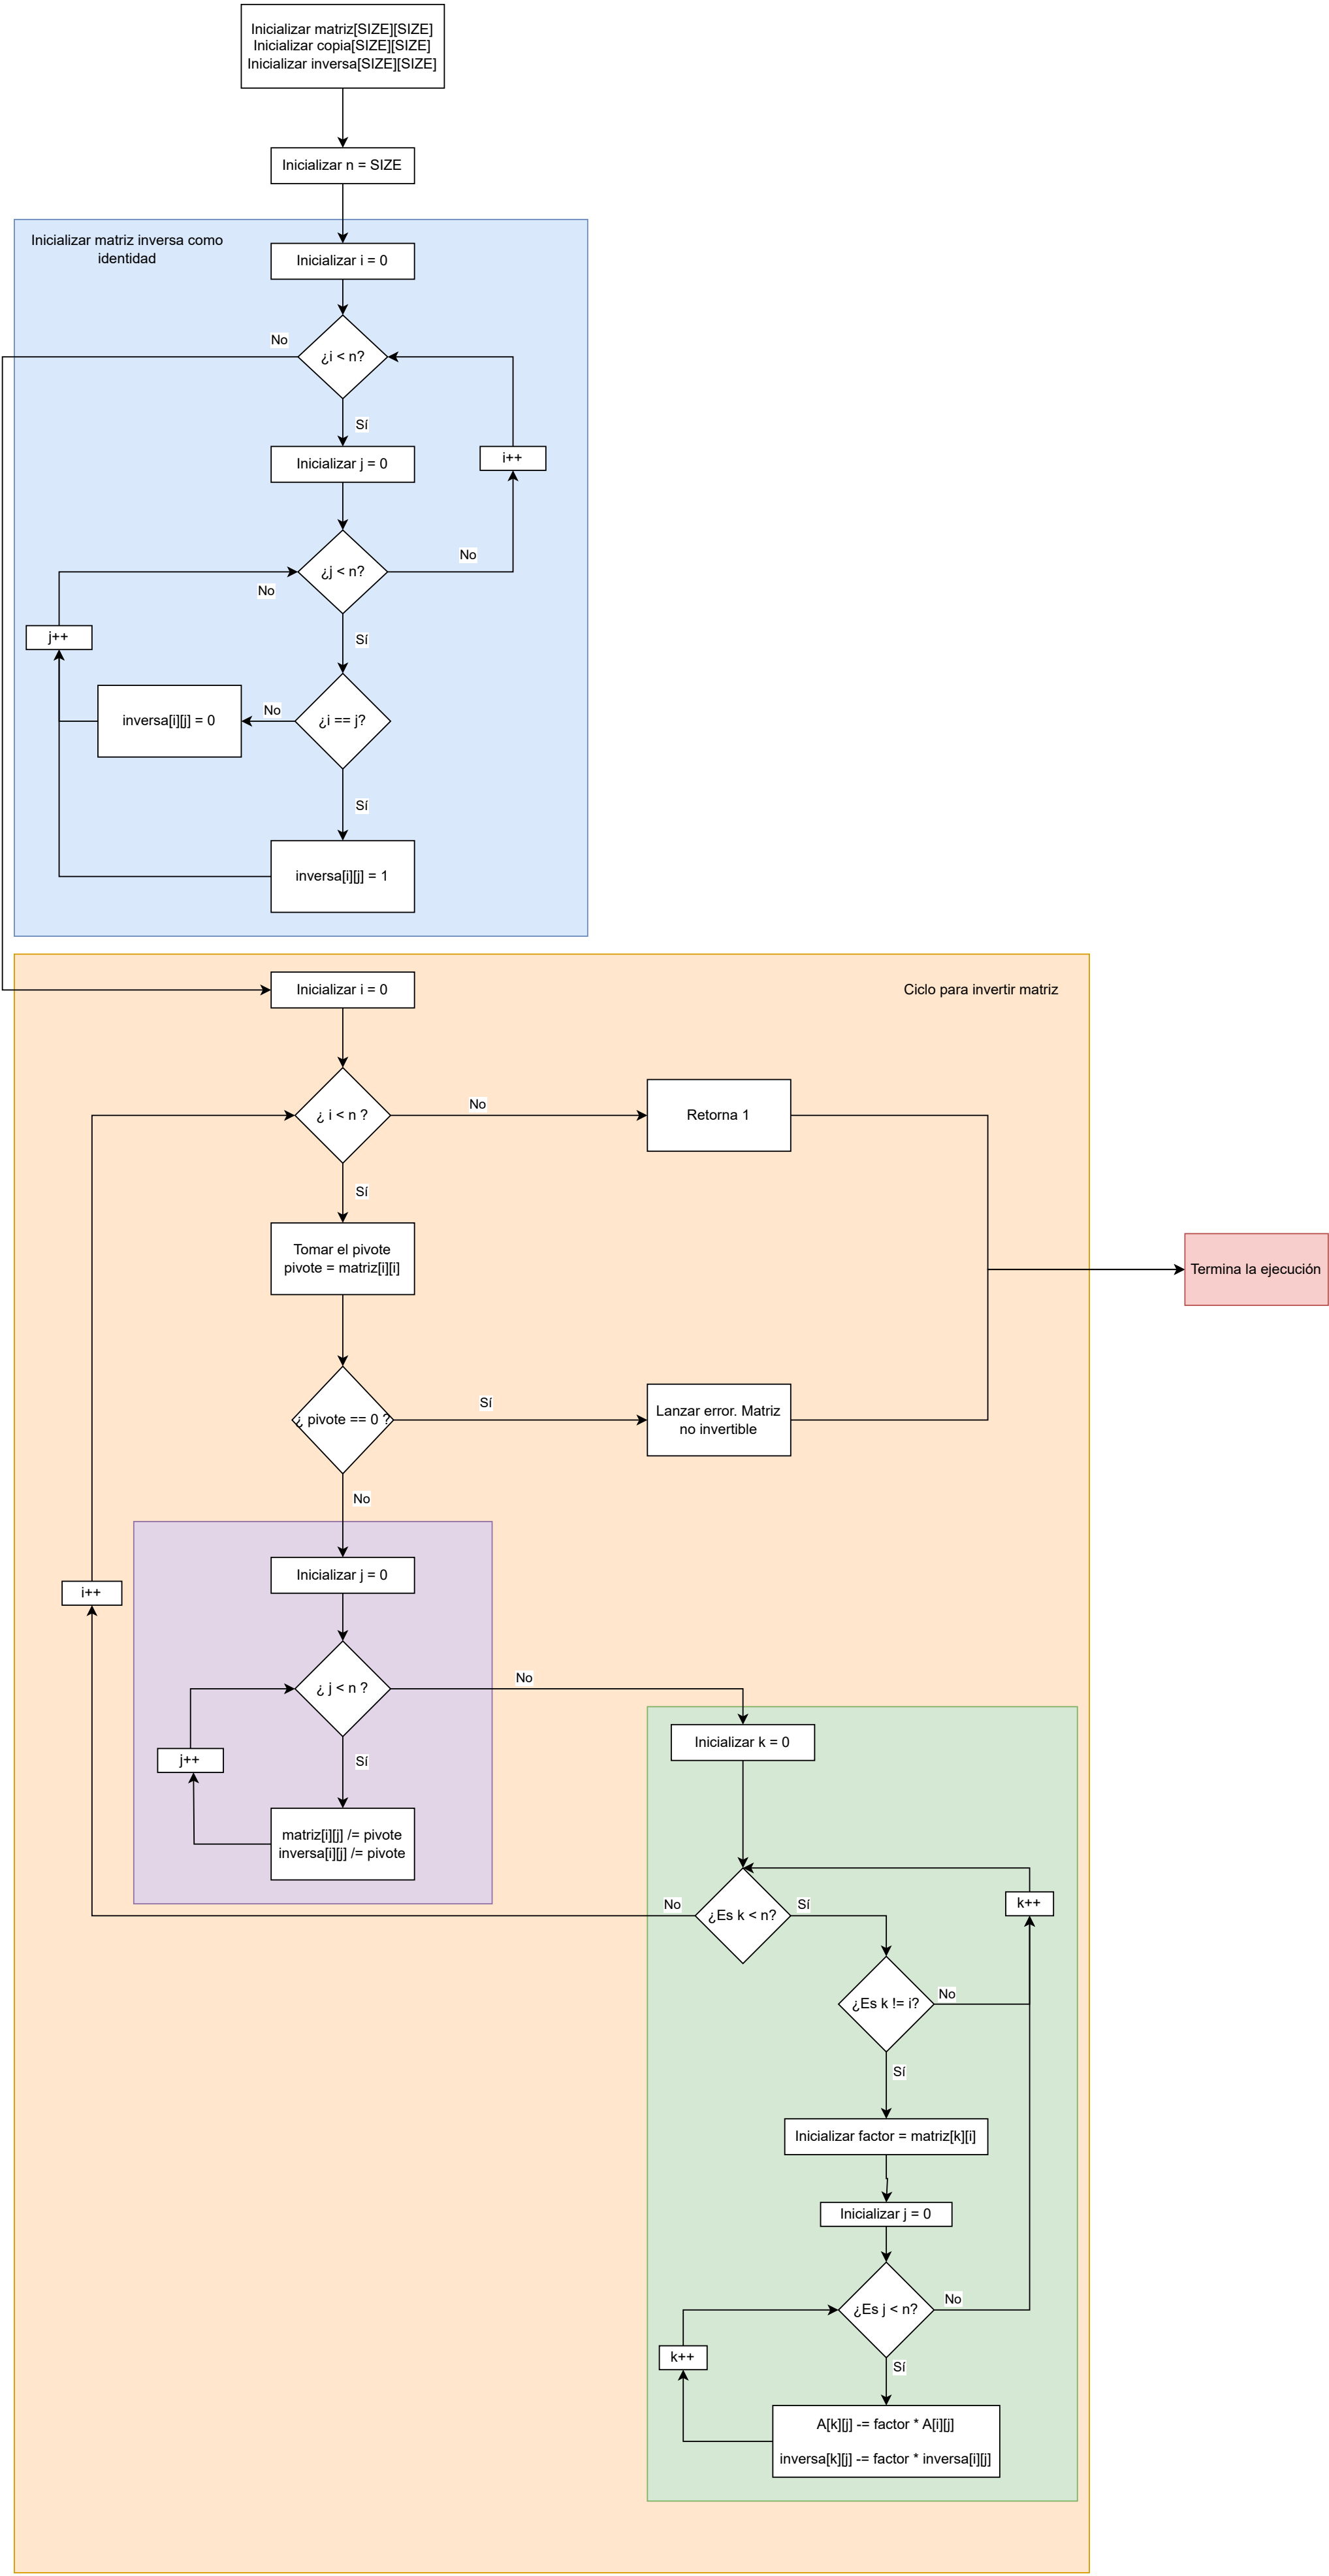 Inicializar matriz[SIZE][SIZE]
Inicializar copia[SIZE][SIZE]
Inicializar inversa[SIZE][SIZE]
Inicializar n = SIZE
Inicializar matriz inversa como
identidad
Inicializar i = 0
No
¿i < n?
Sí
Inicializar j = 0
i++
No
¿j < n?
No
j++
Sí
inversa[i][j] = 0
No
¿i == j?
Sí
inversa[i][j] = 1
Inicializar i = 0
Ciclo para invertir matriz
¿ i < n ?
No
Retorna 1
Sí
Tomar el pivote
pivote = matriz[i][i]
Termina la ejecución
¿ pivote == 0 ?
Sí
Lanzar error. Matriz
no invertible
No
Inicializar j = 0
i++
¿ j < n ?
No
Inicializar k = 0
j++
Sí
matriz[i][j] /= pivote
inversa[i][j] /= pivote
No
¿Es k < n?
Sí
k++
¿Es k != i?
No
Sí
Inicializar factor = matriz[k][i]
Inicializar j = 0
¿Es j < n?
No
k++
Sí
A[k][j] -= factor * A[i][j]
inversa[k][j] -= factor * inversa[i][j]